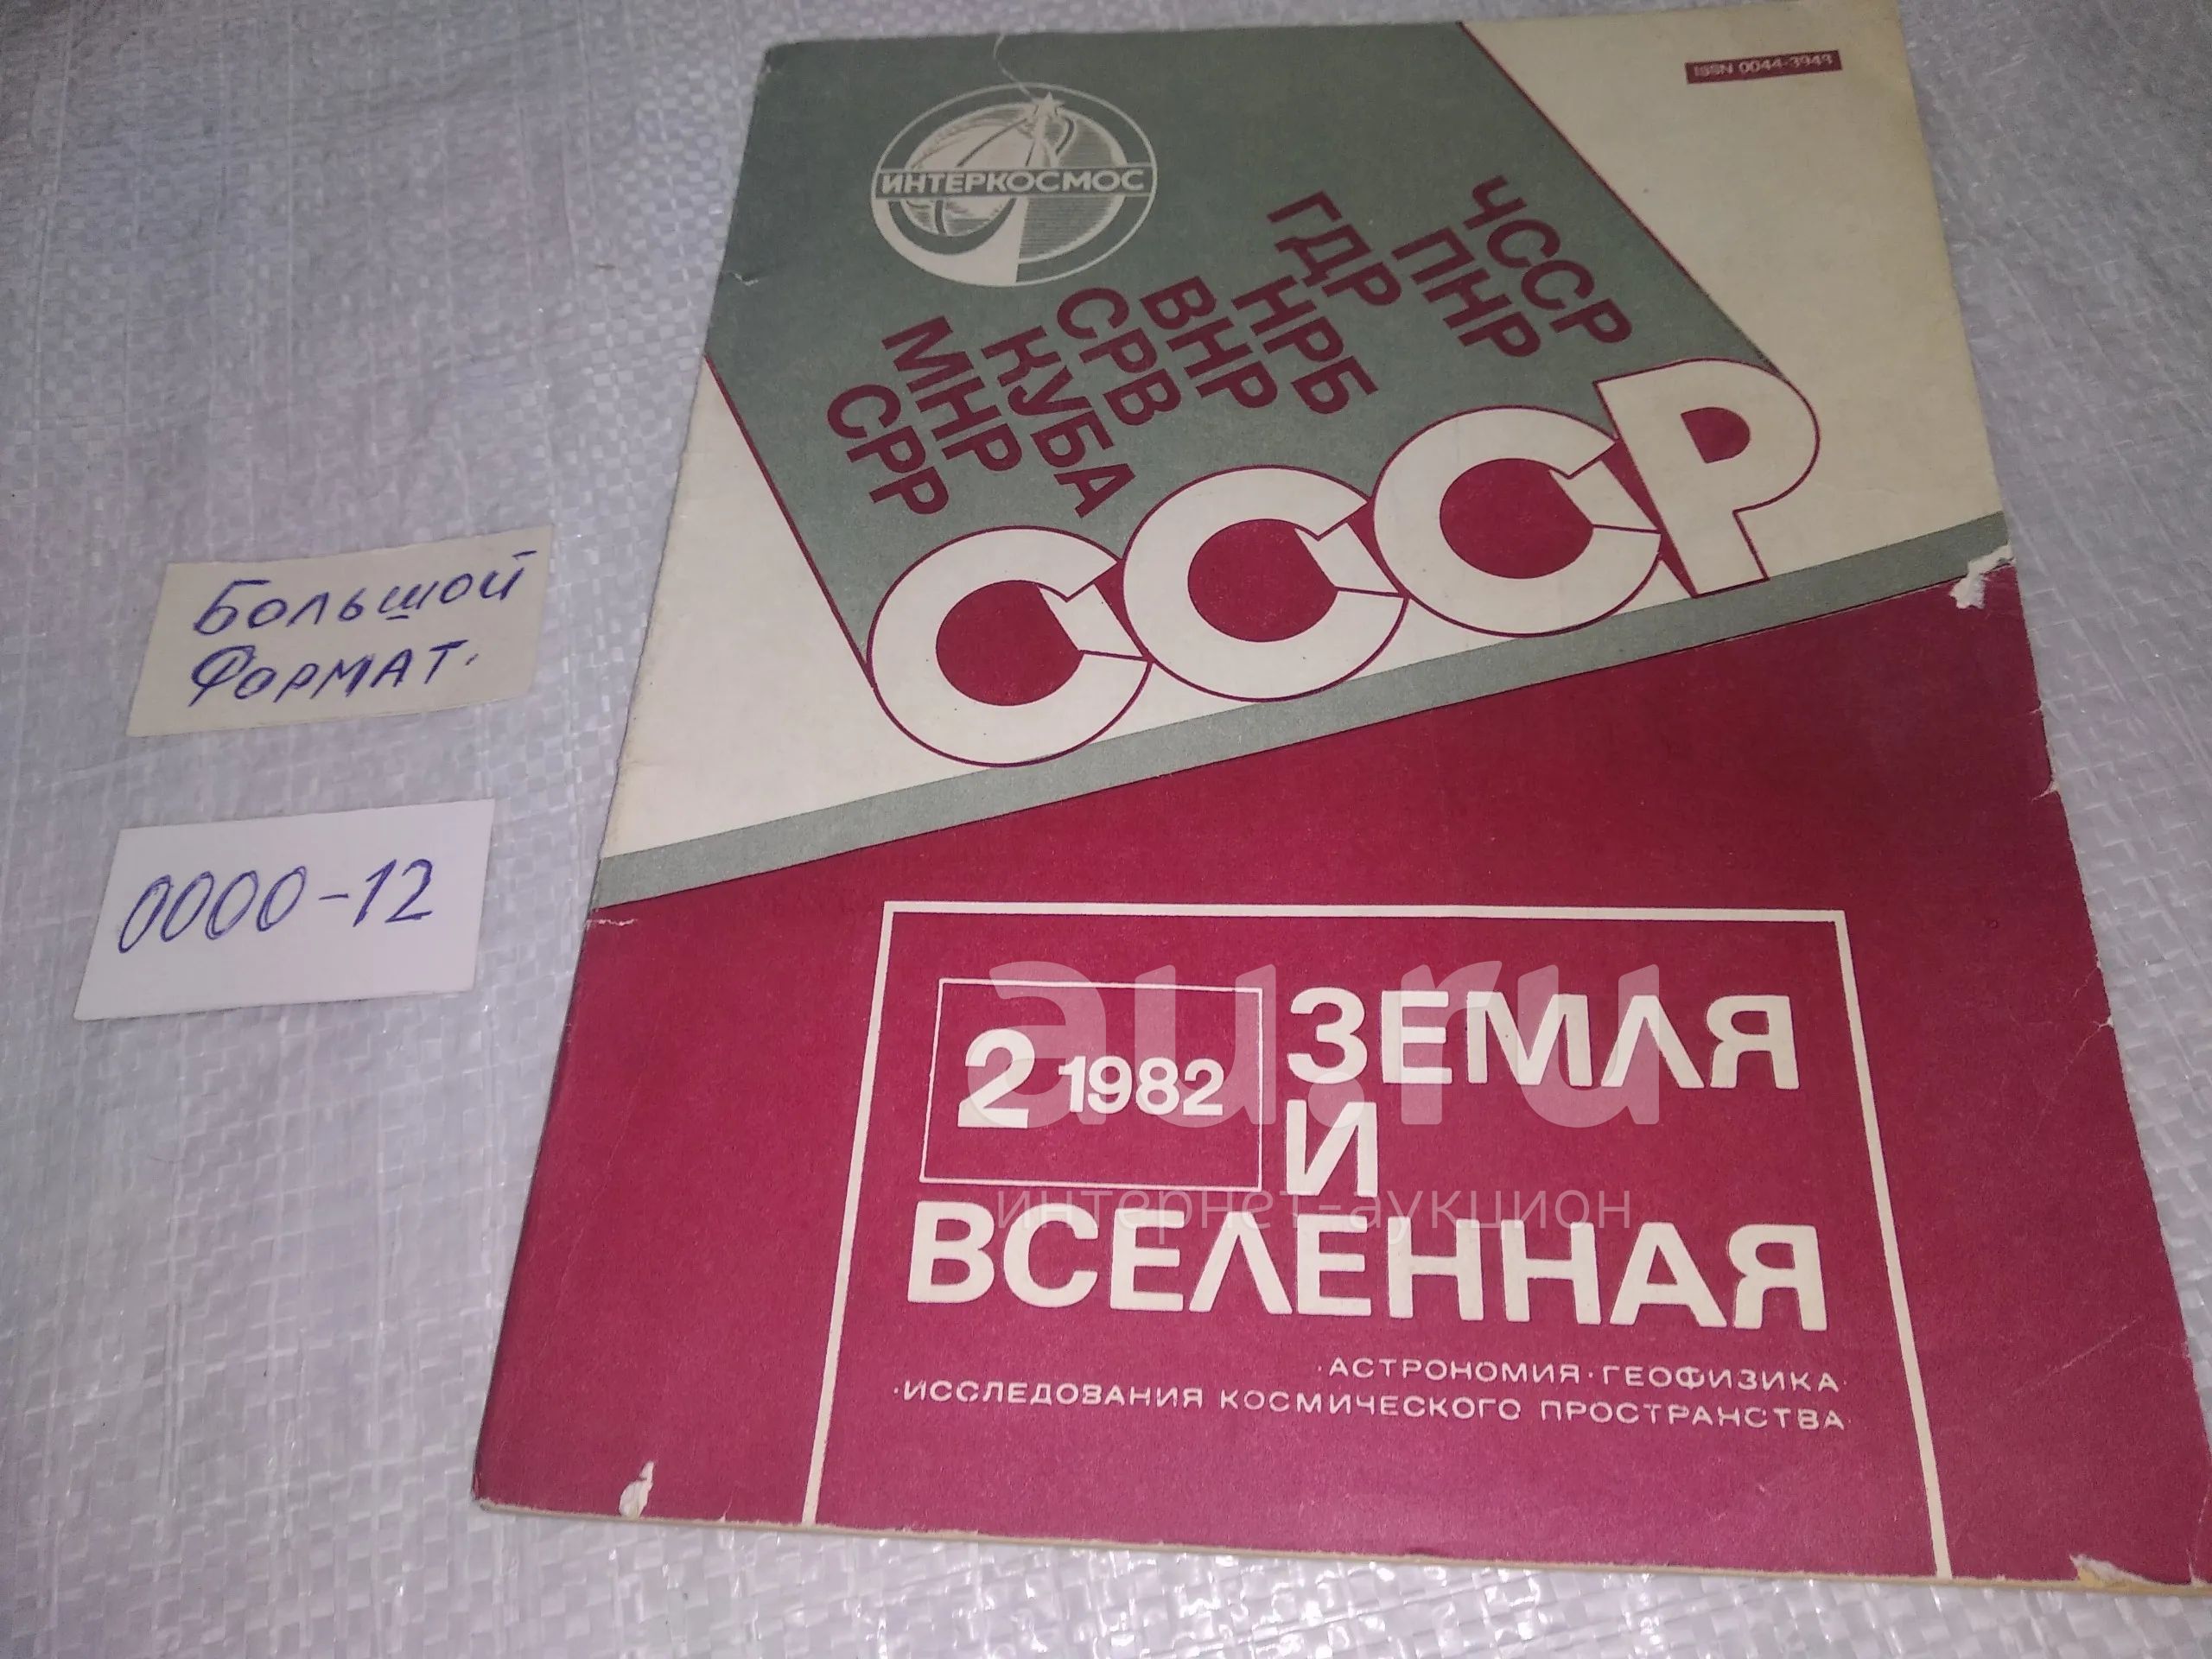 ISSN 0044-3948
ИНТЕРКОСМОС
ЧССР
ПНР
ГДР
НРБ
ВНР
СРВ
КУБА
МНР
СРР
СССР
БОЛЬШОЙ
ФОРМАТ.
0000-12
2 1982
ЗЕМЛЯ
И
ВСЕЛЕННАЯ
·АСТРОНОМИЯ·ГЕОФИЗИКА·
·ИССЛЕДОВАНИЯ КОСМИЧЕСКОГО ПРОСТРАНСТВА·
au.ru
интернет-аукцион